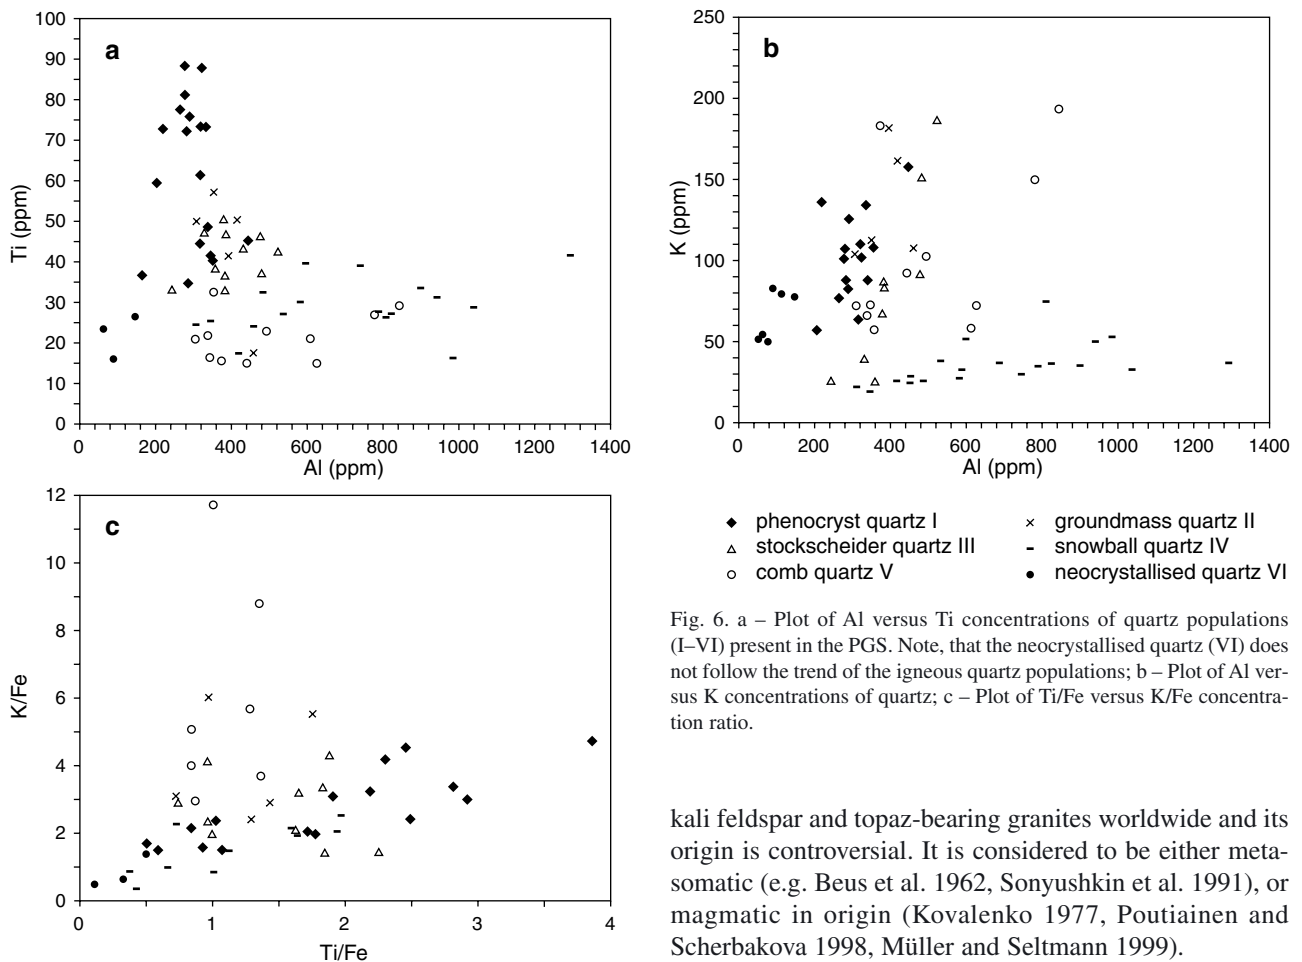 a
100
90
80
70
60
50
40
30
20
10
0
Ti (ppm)
0 200 400 600 800 1000 1200 1400
Al (ppm)
b
250
200
150
100
50
0
K (ppm)
0 200 400 600 800 1000 1200 1400
Al (ppm)
c
12
10
8
6
4
2
0
K/Fe
0 1 2 3 4
Ti/Fe
phenocryst quartz I
groundmass quartz II
stockscheider quartz III
snowball quartz IV
comb quartz V
neocrystallised quartz VI
Fig. 6. a – Plot of Al versus Ti concentrations of quartz populations
(I–VI) present in the PGS. Note, that the neocrystallised quartz (VI) does
not follow the trend of the igneous quartz populations; b – Plot of Al ver-
sus K concentrations of quartz; c – Plot of Ti/Fe versus K/Fe concentra-
tion ratio.
kali feldspar and topaz-bearing granites worldwide and its
origin is controversial. It is considered to be either meta-
somatic (e.g. Beus et al. 1962, Sonyushkin et al. 1991), or
magmatic in origin (Kovalenko 1977, Poutiainen and
Scherbakova 1998, Müller and Seltmann 1999).